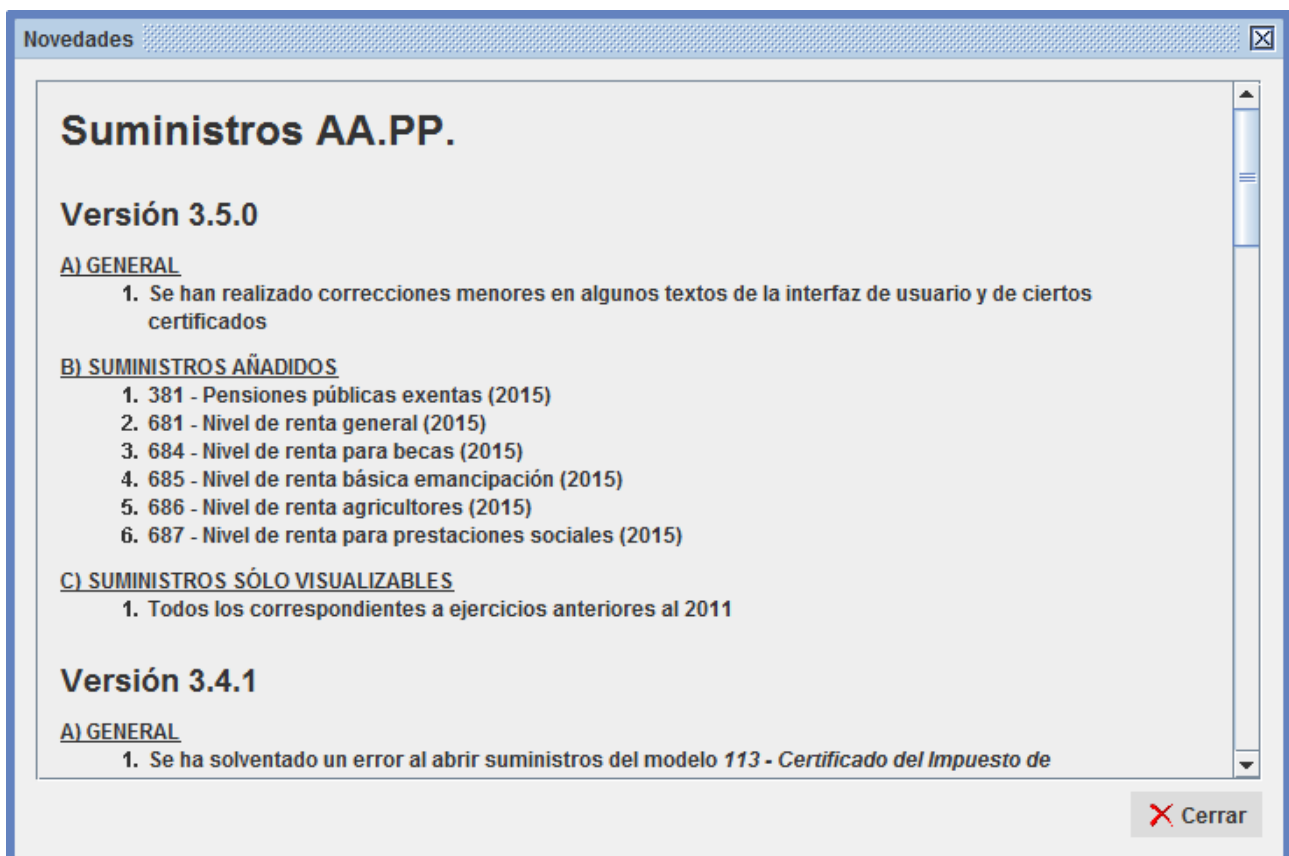 Novedades
Suministros AA.PP.
Versión 3.5.0
A) GENERAL
1. Se han realizado correcciones menores en algunos textos de la interfaz de usuario y de ciertos
certificados
B) SUMINISTROS AÑADIDOS
1. 381 - Pensiones públicas exentas (2015)
2. 681 - Nivel de renta general (2015)
3. 684 - Nivel de renta para becas (2015)
4. 685 - Nivel de renta básica emancipación (2015)
5. 686 - Nivel de renta agricultores (2015)
6. 687 - Nivel de renta para prestaciones sociales (2015)
C) SUMINISTROS SÓLO VISUALIZABLES
1. Todos los correspondientes a ejercicios anteriores al 2011
Versión 3.4.1
A) GENERAL
1. Se ha solventado un error al abrir suministros del modelo 113 - Certificado del Impuesto de
Cerrar